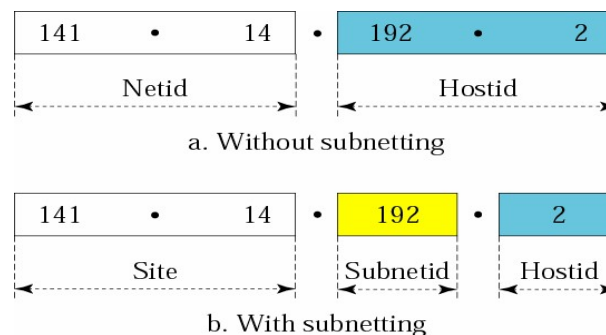 141 • 14 • 192 • 2
Netid Hostid
a. Without subnetting
141 • 14 • 192 • 2
Site Subnetid Hostid
b. With subnetting